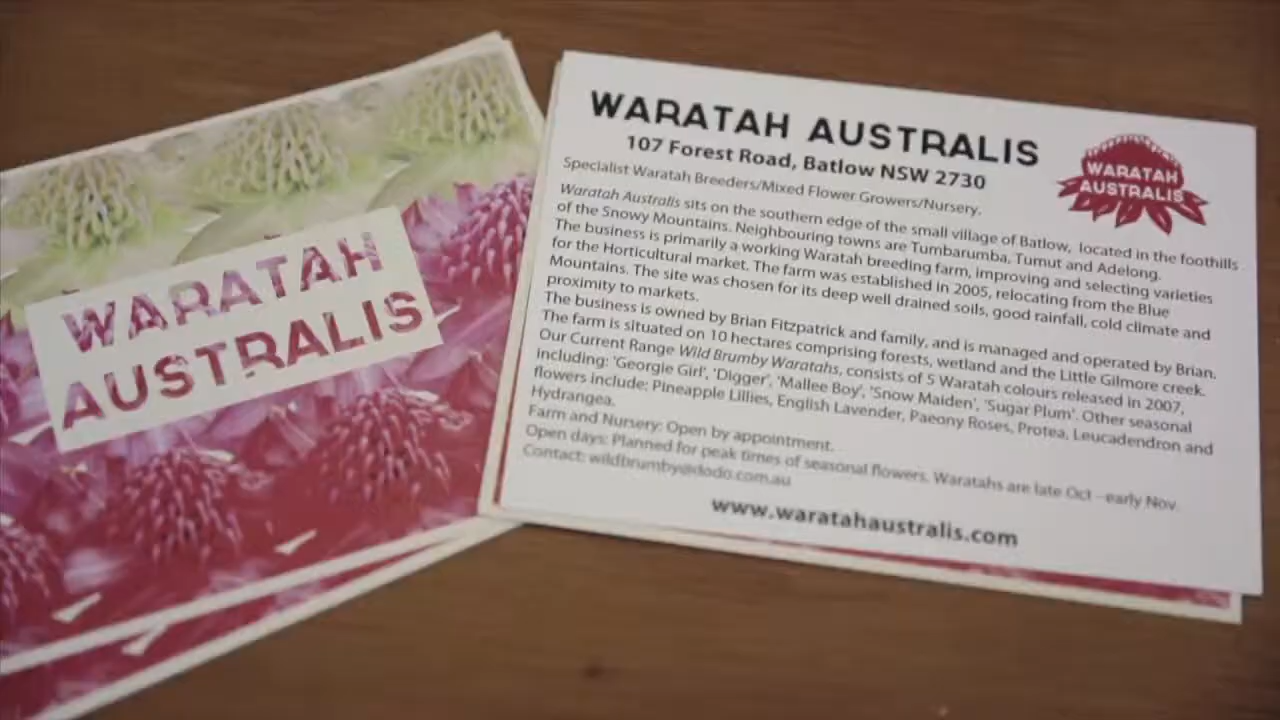 WARATAH
AUSTRALIS
WARATAH AUSTRALIS
107 Forest Road, Batlow NSW 2730
Specialist Waratah Breeders/Mixed Flower Growers/Nursery.
WARATAH
AUSTRALIS
Waratah Australis sits on the southern edge of the small village of Batlow, located in the foothills
of the Snowy Mountains. Neighbouring towns are Tumbarumba, Tumut and Adelong.
The business is primarily a working Waratah breeding farm, improving and selecting varieties
for the Horticultural market. The farm was established in 2005, relocating from the Blue
Mountains. The site was chosen for its deep well drained soils, good rainfall, cold climate and
proximity to markets.
The business is owned by Brian Fitzpatrick and family, and is managed and operated by Brian.
The farm is situated on 10 hectares comprising forests, wetland and the Little Gilmore creek.
Our Current Range Wild Brumby Waratahs, consists of 5 Waratah colours released in 2007,
including: 'Georgie Girl', 'Digger', 'Mallee Boy', 'Snow Maiden', 'Sugar Plum'. Other seasonal
flowers include: Pineapple Lillies, English Lavender, Paeony Roses, Protea, Leucadendron and
Hydrangea.
Farm and Nursery: Open by appointment.
Open days: Planned for peak times of seasonal flowers. Waratahs are late Oct –early Nov.
Contact: wildbrumby@dodo.com.au
www.waratahaustralis.com